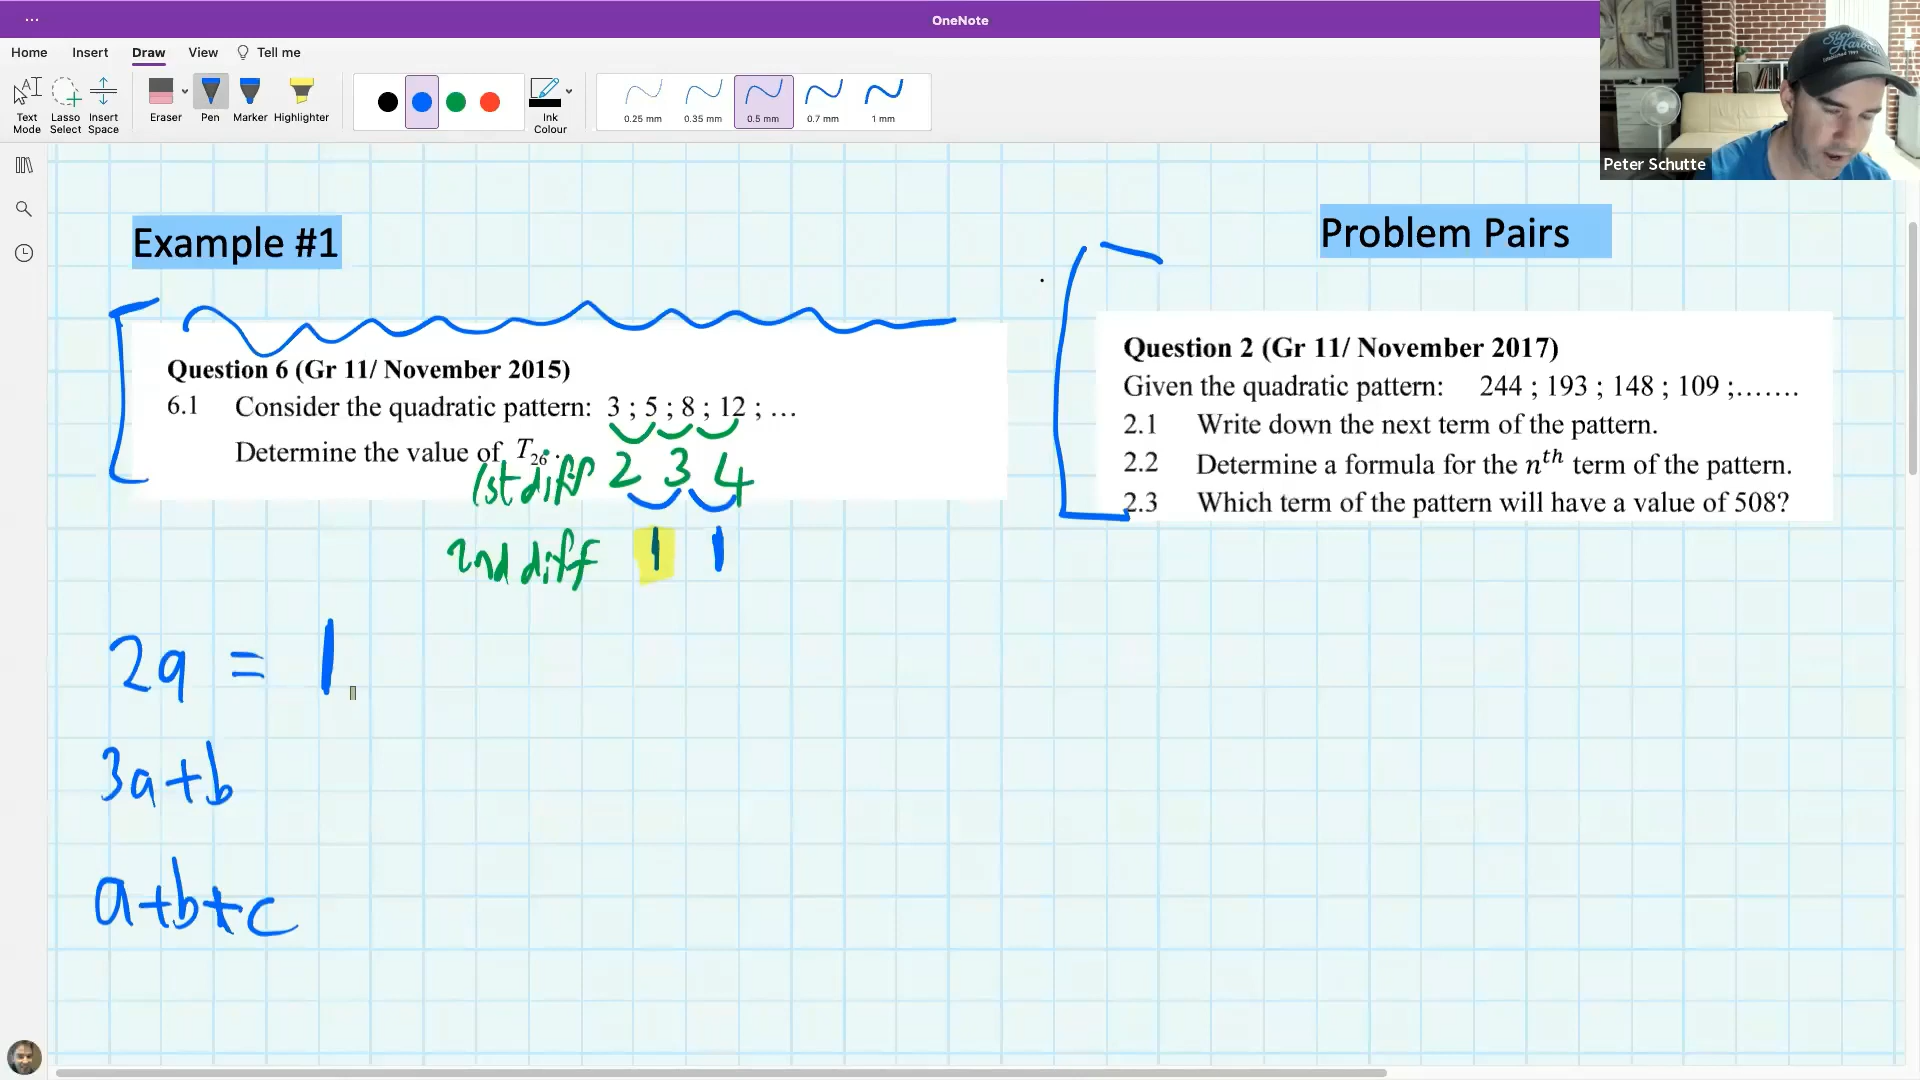 OneNote
Home Insert Draw View Tell me
Text Mode Lasso Select Insert Space Eraser Pen Marker Highlighter Ink Colour 0.25 mm 0.35 mm 0.5 mm 0.7 mm 1 mm
Peter Schutte
Example #1
Question 6 (Gr 11/ November 2015)
6.1 Consider the quadratic pattern: 3 ; 5 ; 8 ; 12 ; …
Determine the value of T₂₆.
1st diff 2 3 4
2nd diff 1 1
2a = 1
3a+b
a+b+c
Problem Pairs
Question 2 (Gr 11/ November 2017)
Given the quadratic pattern: 244 ; 193 ; 148 ; 109 ;…….
2.1 Write down the next term of the pattern.
2.2 Determine a formula for the nᵗʰ term of the pattern.
2.3 Which term of the pattern will have a value of 508?